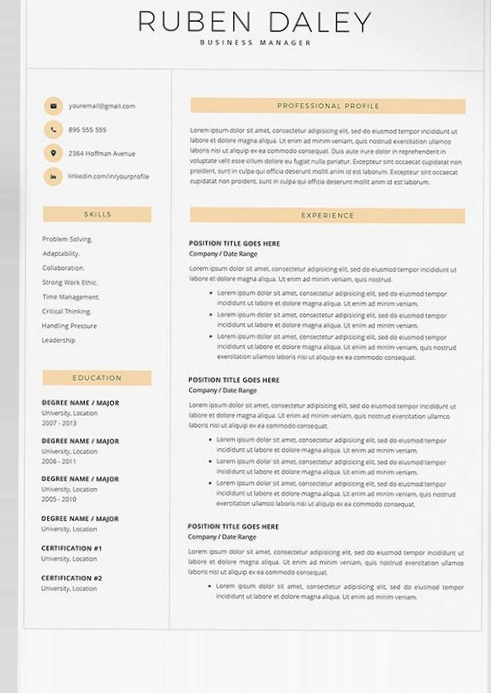 RUBEN DALEY
BUSINESS MANAGER
youremail@gmail.com
895 555 555
2364 Hoffman Avenue
linkedin.com/in/yourprofile
SKILLS
Problem Solving.
Adaptability.
Collaboration.
Strong Work Ethic.
Time Management.
Critical Thinking.
Handling Pressure
Leadership
EDUCATION
DEGREE NAME / MAJOR
University, Location
2007 - 2013
DEGREE NAME / MAJOR
University, Location
2006 - 2011
DEGREE NAME / MAJOR
University, Location
2005 - 2010
DEGREE NAME / MAJOR
University, Location
CERTIFICATION #1
University, Location
CERTIFICATION #2
University, Location
PROFESSIONAL PROFILE
Lorem ipsum dolor sit amet, consectetur adipiscing elit, sed do eiusmod tempor incididunt
ut labore et dolore magna aliqua. Ut enim ad minim veniam, quis nostrud exercitation ullamco
laboris nisi ut aliquip ex ea commodo consequat. Duis aute irure dolor in reprehenderit in
voluptate velit esse cillum dolore eu fugiat nulla pariatur. Excepteur sint occaecat cupidatat non
proident, sunt in culpa qui officia deserunt mollit anim id est laborum. Excepteur sint occaecat
cupidatat non proident, sunt in culpa qui officia deserunt mollit anim id est laborum.
EXPERIENCE
POSITION TITLE GOES HERE
Company / Date Range
Lorem ipsum dolor sit amet, consectetur adipiscing elit, sed do eiusmod tempor incididunt ut
labore et dolore magna aliqua. Ut enim ad minim veniam, quis nostrud.
• Lorem ipsum dolor sit amet, consectetur adipiscing elit, sed do eiusmod tempor
incididunt ut labore et dolore magna aliqua. Ut enim ad minim veniam.
• Lorem ipsum dolor sit amet, consectetur adipiscing elit, sed do eiusmod tempor
incididunt ut labore et dolore magna aliqua. Ut enim ad minim veniam.
• Lorem ipsum dolor sit amet, consectetur adipiscing elit, sed do eiusmod tempor
incididunt ut labore et dolore magna aliqua. Ut enim ad minim veniam, quis nostrud
exercitation ullamco laboris nisi ut aliquip ex ea commodo consequat.
POSITION TITLE GOES HERE
Company / Date Range
Lorem ipsum dolor sit amet, consectetur adipiscing elit, sed do eiusmod tempor incididunt ut
labore et dolore magna aliqua. Ut enim ad minim veniam, quis nostrud exercitation ullamco
laboris nisi ut aliquip ex ea commodo consequat.
• Lorem ipsum dolor sit amet, consectetur adipiscing elit, sed do eiusmod tempor
incididunt ut labore et dolore magna aliqua. Ut enim ad minim veniam.
• Lorem ipsum dolor sit amet, consectetur adipiscing elit, sed do eiusmod tempor
incididunt ut labore et dolore magna aliqua. Ut enim ad minim veniam.
• Lorem ipsum dolor sit amet, consectetur adipiscing elit, sed do eiusmod tempor
incididunt ut labore et dolore magna aliqua. Ut enim ad minim veniam, quis nostrud
exercitation ullamco laboris nisi ut aliquip ex ea commodo consequat.
POSITION TITLE GOES HERE
Company / Date Range
Lorem ipsum dolor sit amet, consectetur adipiscing elit, sed do eiusmod tempor incididunt ut
labore et dolore magna aliqua. Ut enim ad minim veniam, quis nostrud exercitation ullamco
laboris nisi ut aliquip ex ea commodo consequat.
• Lorem ipsum dolor sit amet, consectetur adipiscing elit, sed do eiusmod tempor
incididunt ut labore et dolore magna aliqua. Ut enim ad minim veniam.